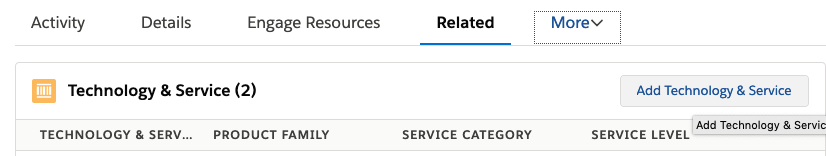 Activity Details Engage Resources Related More
Technology & Service (2) Add Technology & Service
TECHNOLOGY & SERV... PRODUCT FAMILY SERVICE CATEGORY SERVICE LEVEL
Add Technology & Servic